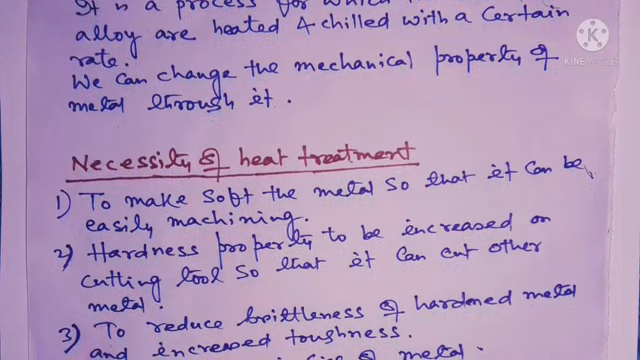 It is a process for which
alloy are heated & chilled with a certain
rate.
We can change the mechanical property of
metal through it.
Necessity of heat treatment
1) To make soft the metal so that it can be
easily machining.
2) Hardness property to be increased on
cutting tool so that it can cut other
metal.
3) To reduce brittleness of hardened metal
and increased toughness.
of metal.
K
KINEMASTER